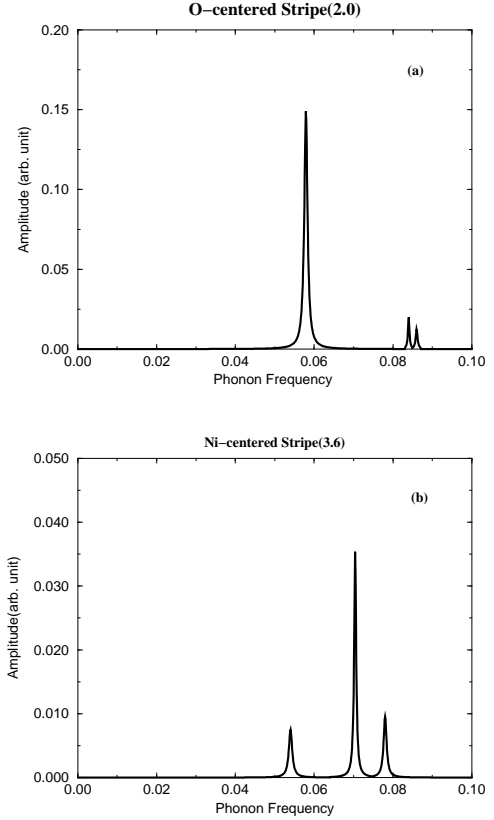 O−centered Stripe(2.0)
0.20
(a)
0.15
Amplitude (arb. unit)
0.10
0.05
0.00
0.00 0.02 0.04 0.06 0.08 0.10
Phonon Frequency
Ni−centered Stripe(3.6)
0.050
(b)
0.040
0.030
Amplitude(arb. unit)
0.020
0.010
0.000
0.00 0.02 0.04 0.06 0.08 0.10
Phonon Frequency